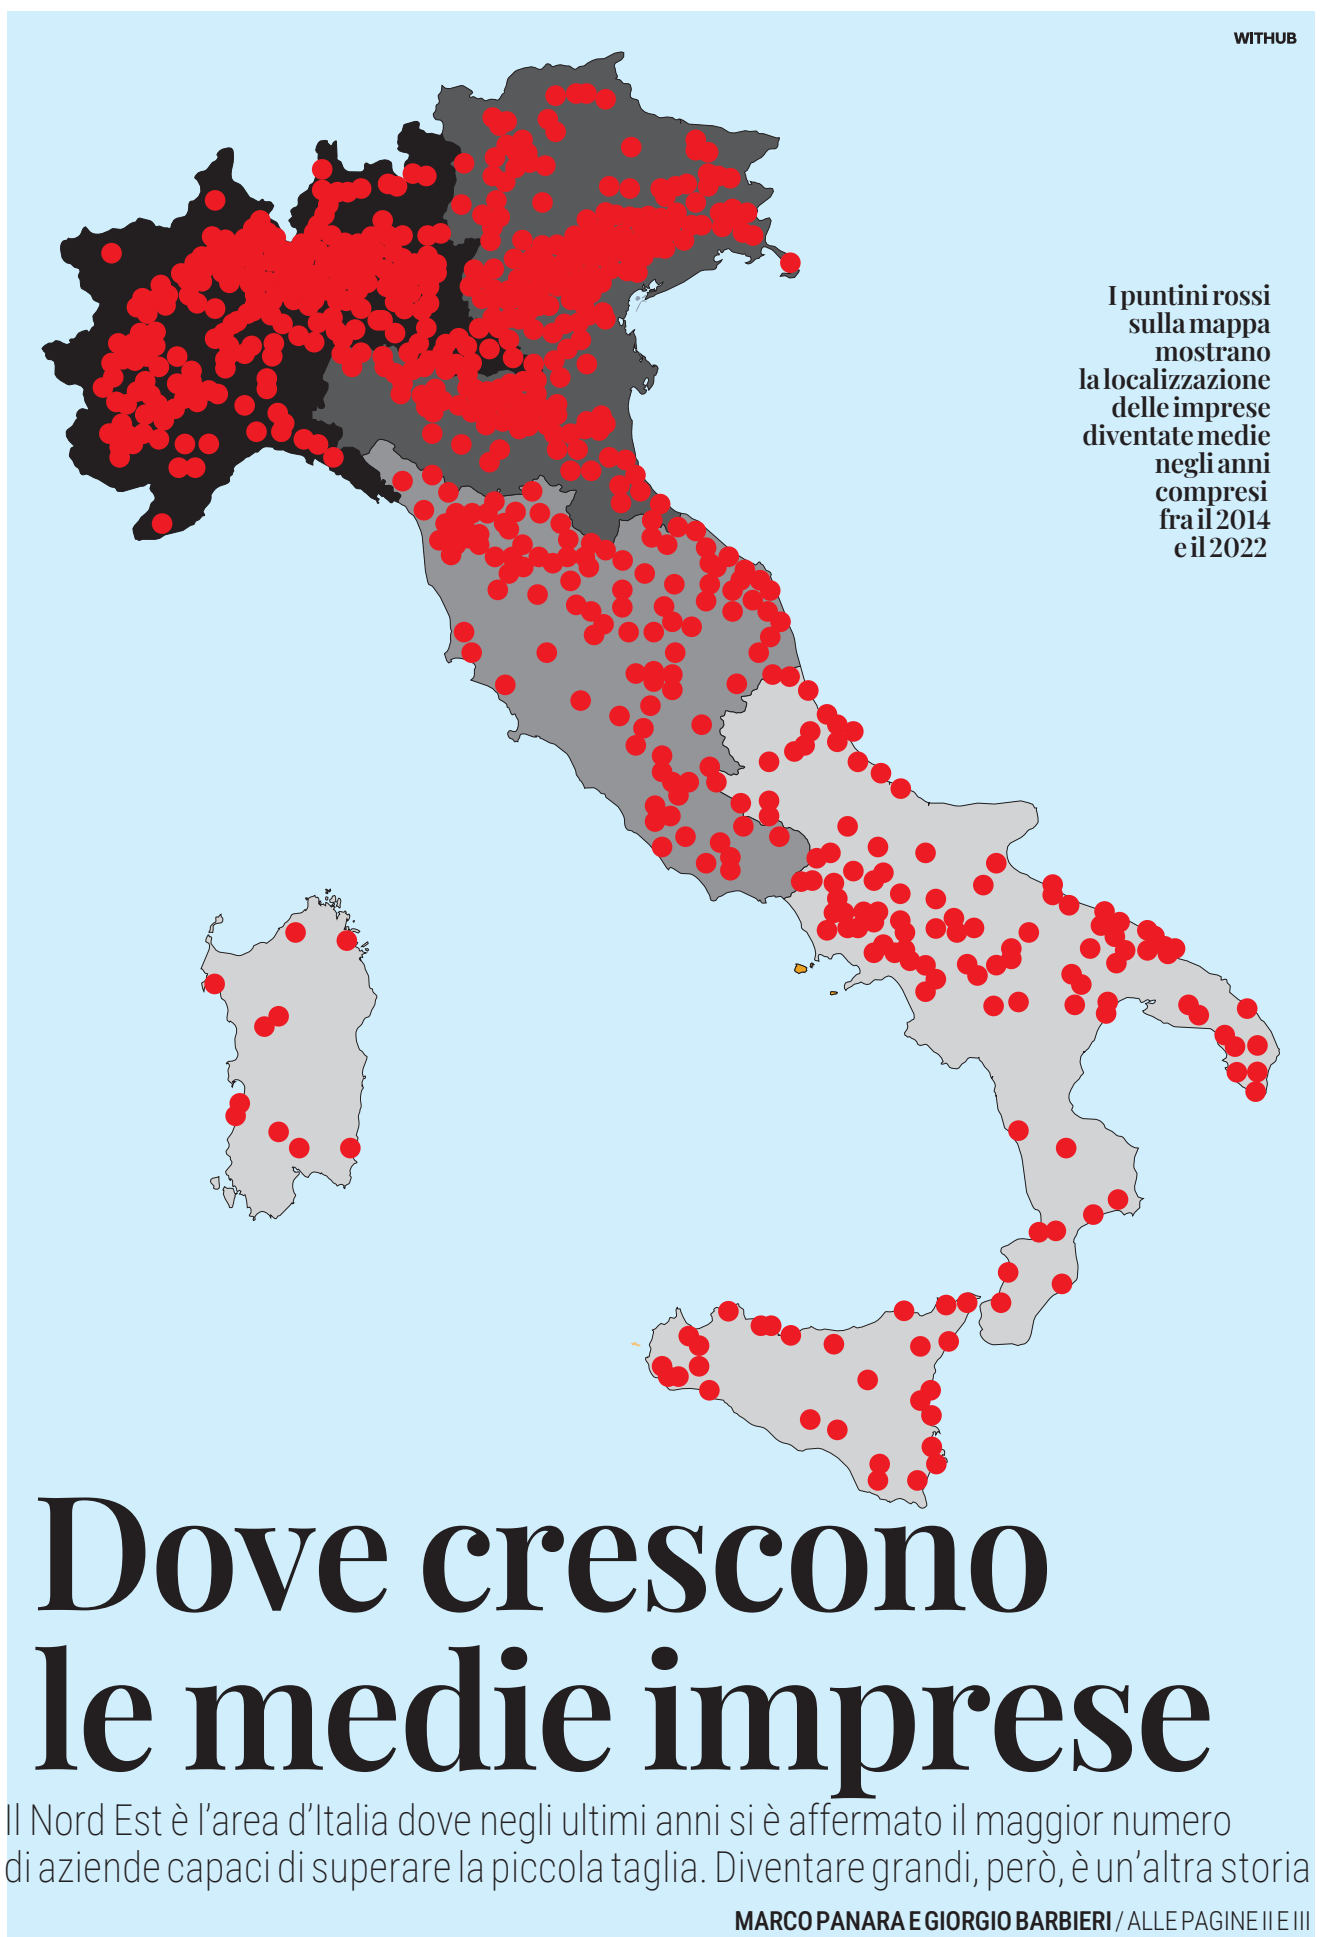 WITHUB
I puntini rossi
sulla mappa
mostrano
la localizzazione
delle imprese
diventate medie
negli anni
compresi
fra il 2014
e il 2022
Dove crescono
le medie imprese
Il Nord Est è l’area d’Italia dove negli ultimi anni si è affermato il maggior numero
di aziende capaci di superare la piccola taglia. Diventare grandi, però, è un’altra storia
MARCO PANARA E GIORGIO BARBIERI / ALLE PAGINE II E III